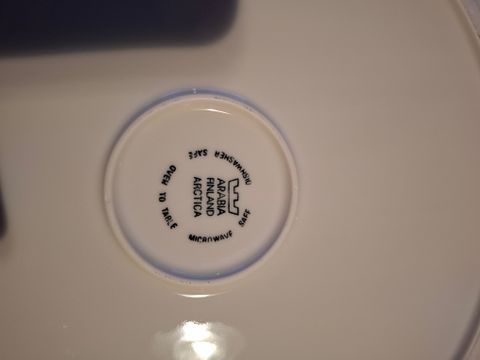 DISHWASHER SAFE
OVEN TO TABLE
MICROWAVE SAFE
ARABIA
FINLAND
ARCTICA